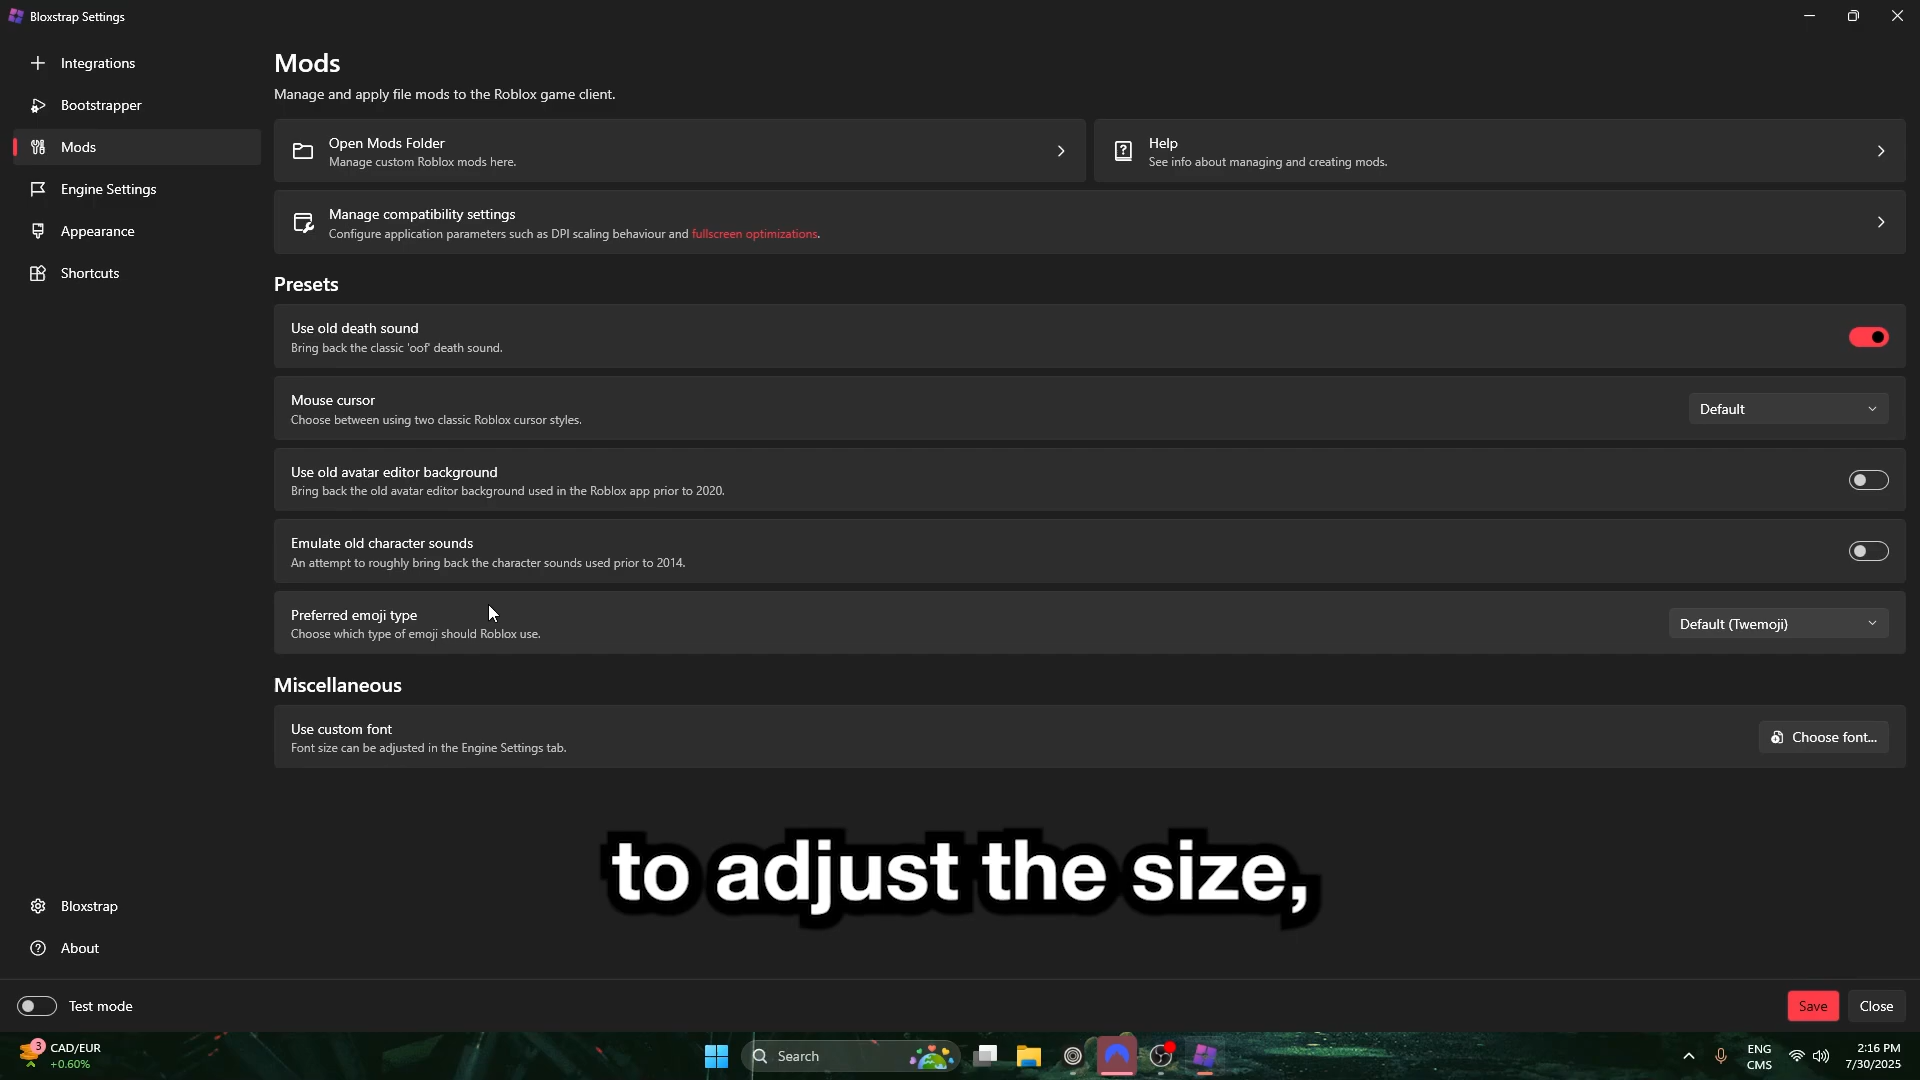 Bloxstrap Settings
Integrations
Bootstrapper
Mods
Engine Settings
Appearance
Shortcuts
Mods
Manage and apply file mods to the Roblox game client.
Open Mods Folder
Manage custom Roblox mods here.
Help
See info about managing and creating mods.
Manage compatibility settings
Configure application parameters such as DPI scaling behaviour and fullscreen optimizations.
Presets
Use old death sound
Bring back the classic 'oof' death sound.
Mouse cursor
Choose between using two classic Roblox cursor styles.
Default
Use old avatar editor background
Bring back the old avatar editor background used in the Roblox app prior to 2020.
Emulate old character sounds
An attempt to roughly bring back the character sounds used prior to 2014.
Preferred emoji type
Choose which type of emoji should Roblox use.
Default (Twemoji)
Miscellaneous
Use custom font
Font size can be adjusted in the Engine Settings tab.
Choose font...
to adjust the size,
Bloxstrap
About
Test mode
Save
Close
3
CAD/EUR
+0.60%
Search
ENG
CMS
2:16 PM
7/30/2025